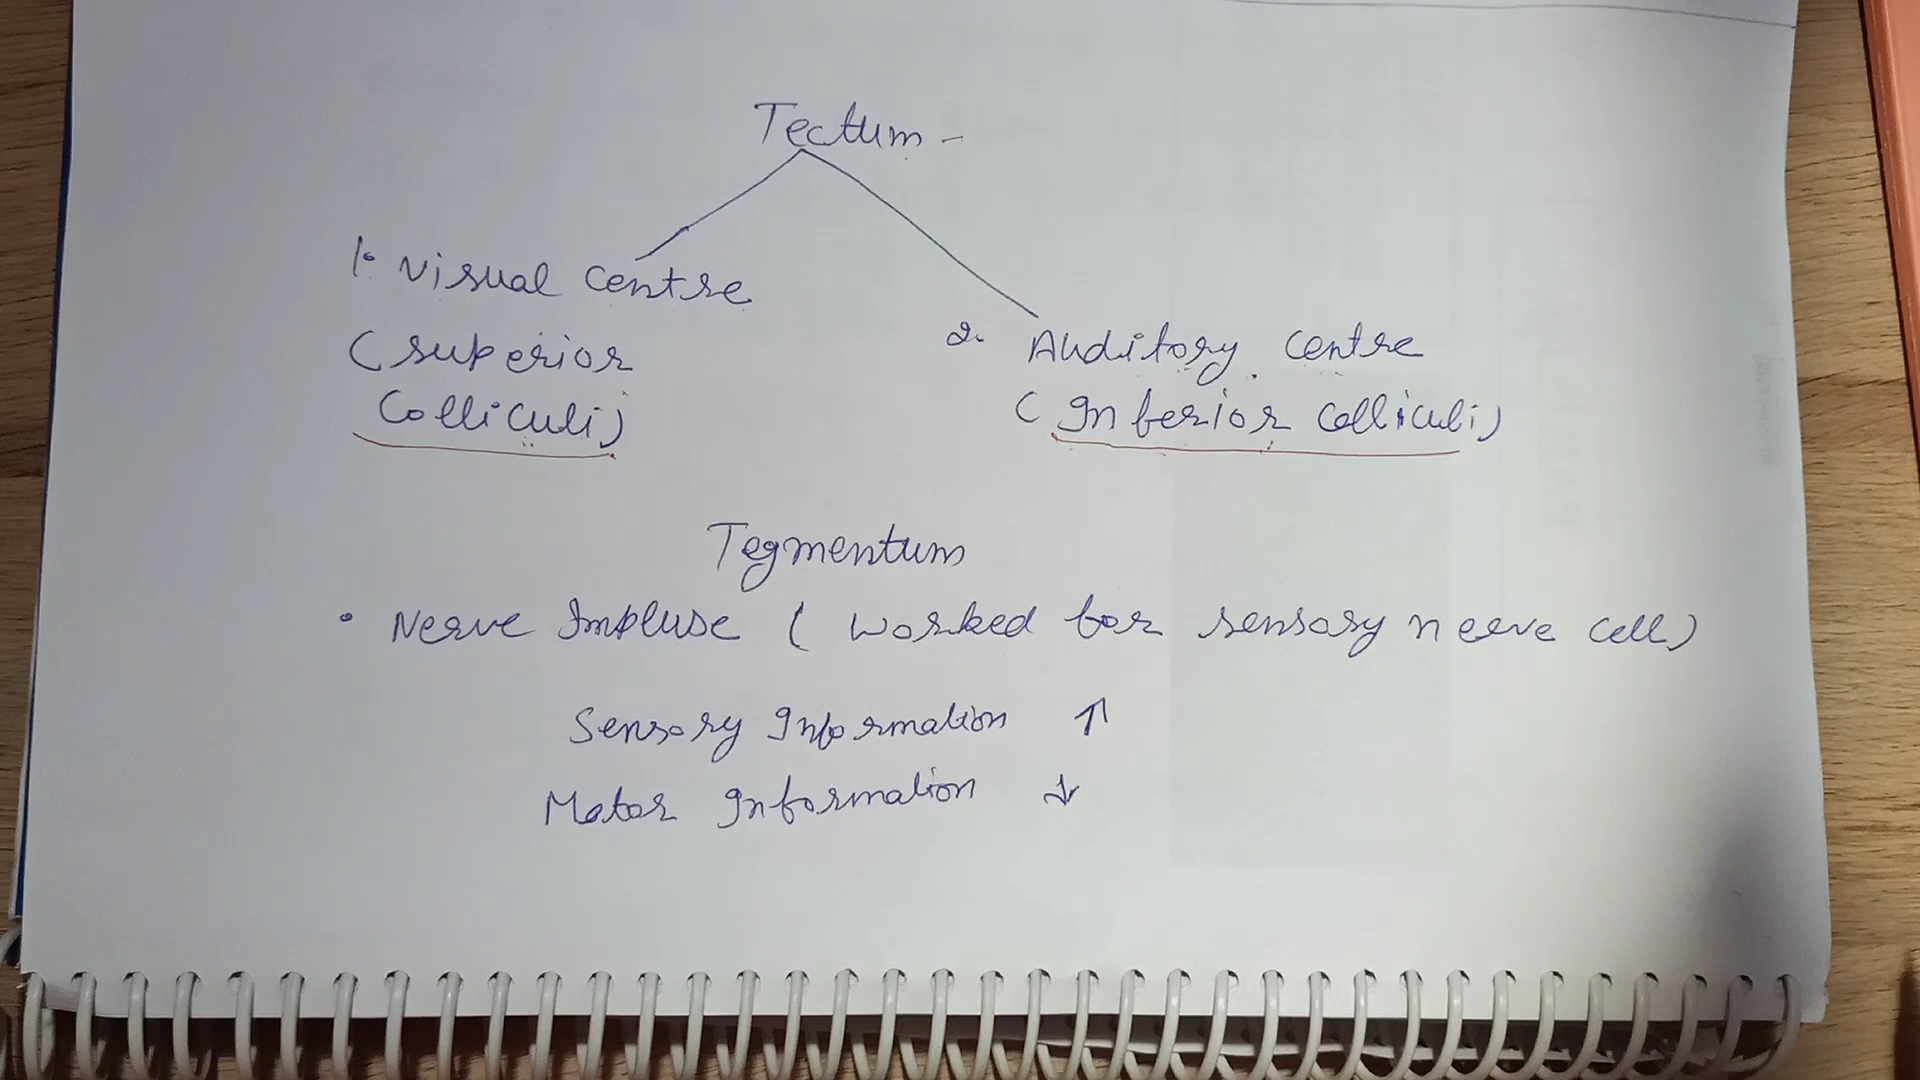 Tectum -
1. Visual Centre
(superior
Colliculi)
2. Auditory Centre
(Inferior Colliculi)
Tegmentum
• Nerve Impluse (worked for sensory nerve cell)
Sensory Information ↑
Motor Information ↓